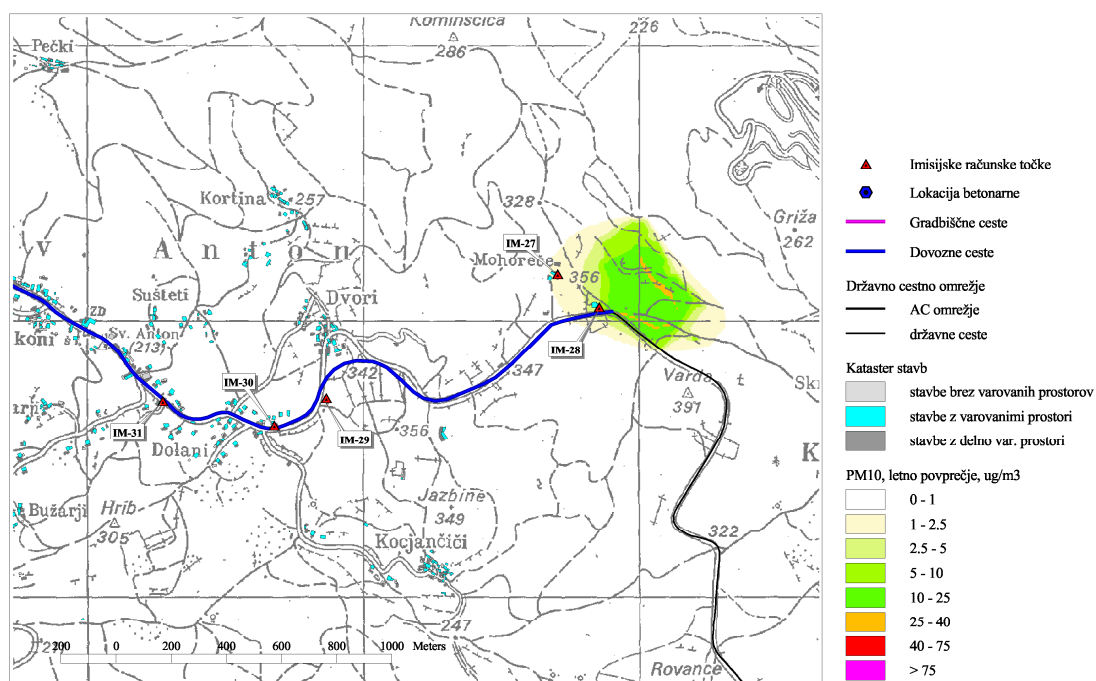 Kominščica
286
226
Pečki
Kortina
257
328
Griža
262
V Anton
IM-27
Mohoreče
356
Sušteti
Dvori
ZD
koni
Sv. Anton
(213)
IM-28
342
347
Varda
t
391
IM-30
IM-31
IM-29
356
Dolani
K
Bužarji
Hrib
305
Jazbine
349
Kocjančiči
322
247
200 0 200 400 600 800 1000 Meters
Rovance
Imisijske računske točke
Lokacija betonarne
Gradbiščne ceste
Dovozne ceste
Državno cestno omrežje
AC omrežje
državne ceste
Kataster stavb
stavbe brez varovanih prostorov
stavbe z varovanimi prostori
stavbe z delno var. prostori
PM10, letno povprečje, ug/m3
0 - 1
1 - 2.5
2.5 - 5
5 - 10
10 - 25
25 - 40
40 - 75
> 75